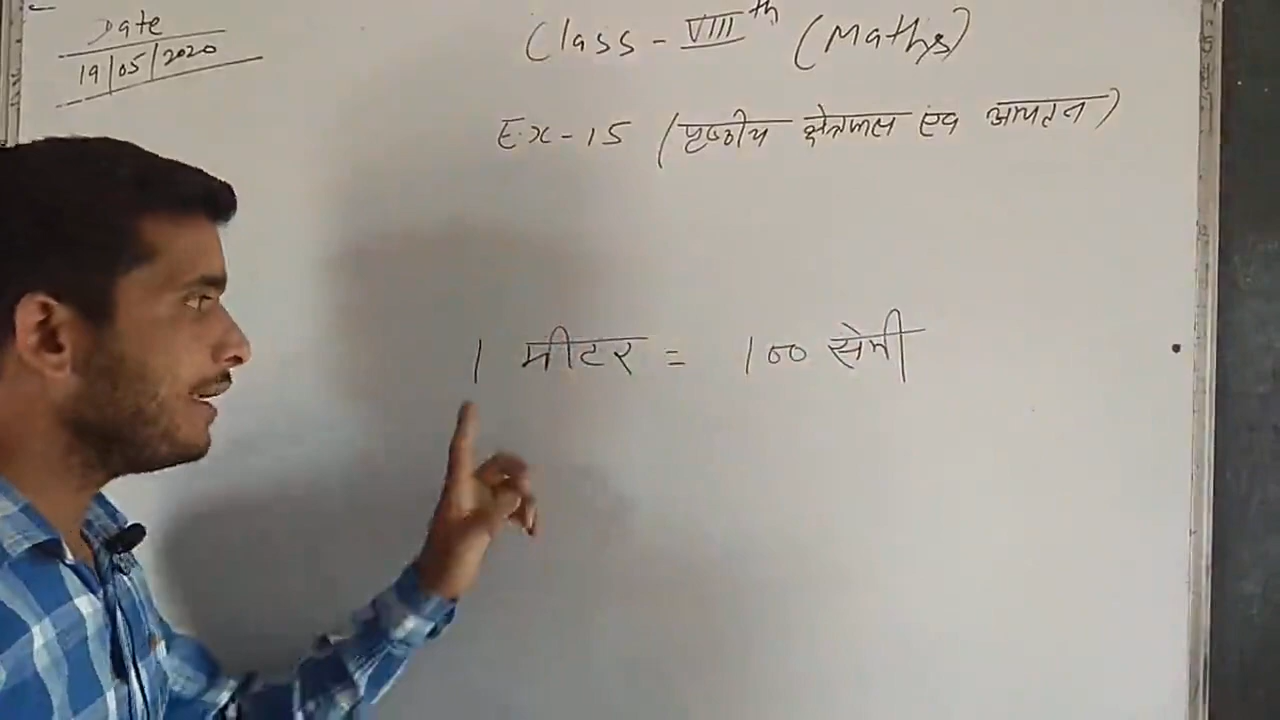 Date
19/05/2020
Class - VIIIth (Maths)
Ex-15 (पृष्ठीय क्षेत्रफल एवं आयतन)
1 मीटर = 100 सेमी